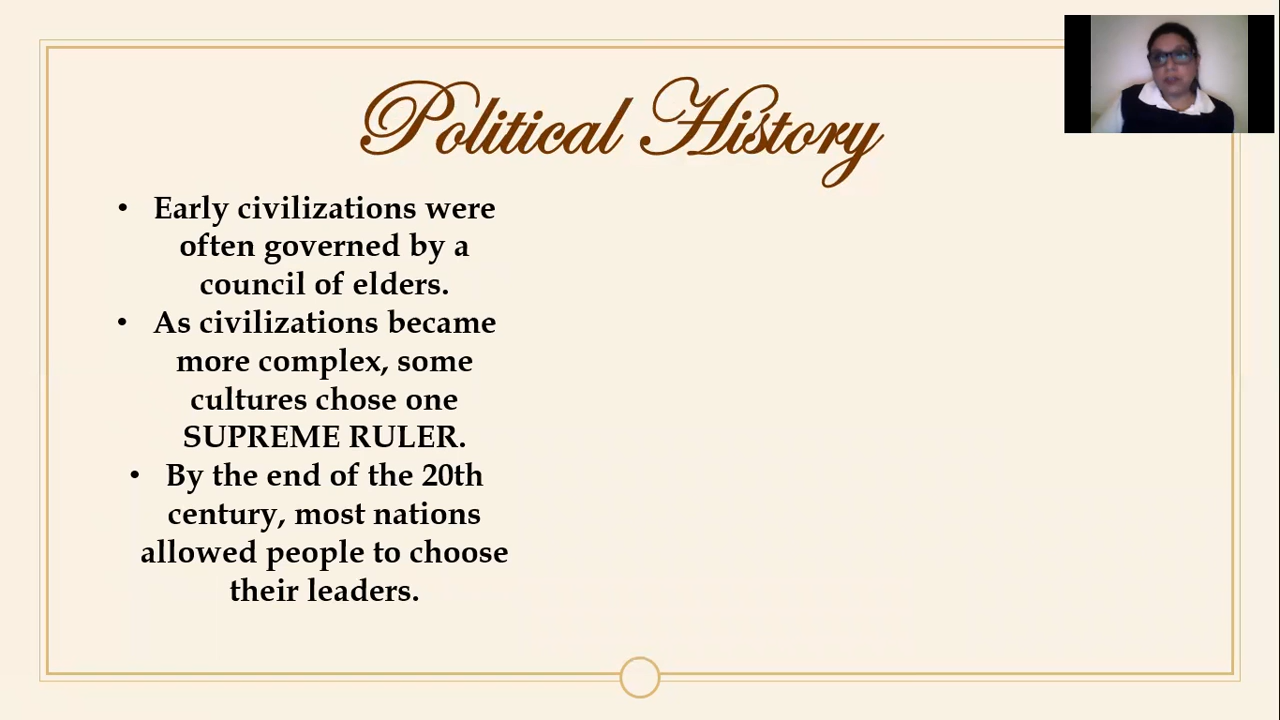 Political History
• Early civilizations were
often governed by a
council of elders.
• As civilizations became
more complex, some
cultures chose one
SUPREME RULER.
• By the end of the 20th
century, most nations
allowed people to choose
their leaders.